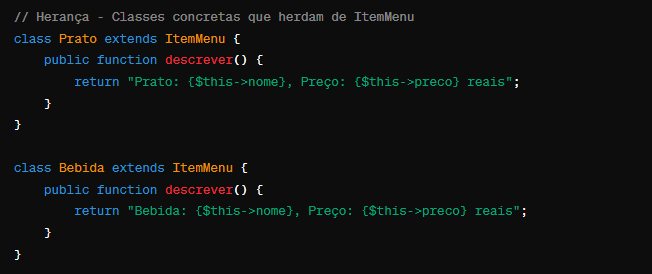 // Herança - Classes concretas que herdam de ItemMenu
class Prato extends ItemMenu {
    public function descrever() {
        return "Prato: {$this->nome}, Preço: {$this->preco} reais";
    }
}

class Bebida extends ItemMenu {
    public function descrever() {
        return "Bebida: {$this->nome}, Preço: {$this->preco} reais";
    }
}